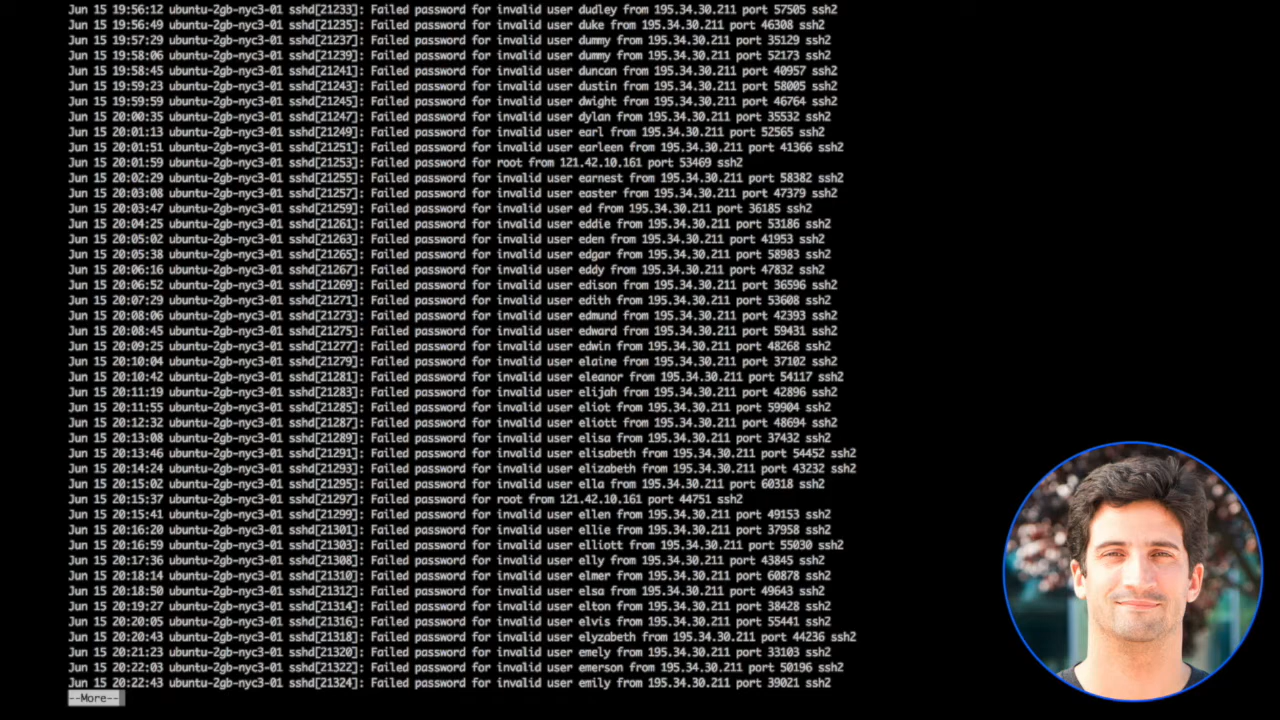 Jun 15 19:56:12 ubuntu-2gb-nyc3-01 sshd[21233]: Failed password for invalid user dudley from 195.34.30.211 port 57505 ssh2
Jun 15 19:56:49 ubuntu-2gb-nyc3-01 sshd[21235]: Failed password for invalid user duke from 195.34.30.211 port 46308 ssh2
Jun 15 19:57:29 ubuntu-2gb-nyc3-01 sshd[21237]: Failed password for invalid user dummy from 195.34.30.211 port 35129 ssh2
Jun 15 19:58:06 ubuntu-2gb-nyc3-01 sshd[21239]: Failed password for invalid user dummy from 195.34.30.211 port 52173 ssh2
Jun 15 19:58:45 ubuntu-2gb-nyc3-01 sshd[21241]: Failed password for invalid user duncan from 195.34.30.211 port 40957 ssh2
Jun 15 19:59:23 ubuntu-2gb-nyc3-01 sshd[21243]: Failed password for invalid user dustin from 195.34.30.211 port 58005 ssh2
Jun 15 19:59:59 ubuntu-2gb-nyc3-01 sshd[21245]: Failed password for invalid user dwight from 195.34.30.211 port 46764 ssh2
Jun 15 20:00:35 ubuntu-2gb-nyc3-01 sshd[21247]: Failed password for invalid user dylan from 195.34.30.211 port 35532 ssh2
Jun 15 20:01:13 ubuntu-2gb-nyc3-01 sshd[21249]: Failed password for invalid user earl from 195.34.30.211 port 52565 ssh2
Jun 15 20:01:51 ubuntu-2gb-nyc3-01 sshd[21251]: Failed password for invalid user earleen from 195.34.30.211 port 41366 ssh2
Jun 15 20:01:59 ubuntu-2gb-nyc3-01 sshd[21253]: Failed password for root from 121.42.10.161 port 53469 ssh2
Jun 15 20:02:29 ubuntu-2gb-nyc3-01 sshd[21255]: Failed password for invalid user earnest from 195.34.30.211 port 58382 ssh2
Jun 15 20:03:08 ubuntu-2gb-nyc3-01 sshd[21257]: Failed password for invalid user easter from 195.34.30.211 port 47379 ssh2
Jun 15 20:03:47 ubuntu-2gb-nyc3-01 sshd[21259]: Failed password for invalid user ed from 195.34.30.211 port 36185 ssh2
Jun 15 20:04:25 ubuntu-2gb-nyc3-01 sshd[21261]: Failed password for invalid user eddie from 195.34.30.211 port 53186 ssh2
Jun 15 20:05:02 ubuntu-2gb-nyc3-01 sshd[21263]: Failed password for invalid user eden from 195.34.30.211 port 41953 ssh2
Jun 15 20:05:38 ubuntu-2gb-nyc3-01 sshd[21265]: Failed password for invalid user edgar from 195.34.30.211 port 58983 ssh2
Jun 15 20:06:16 ubuntu-2gb-nyc3-01 sshd[21267]: Failed password for invalid user eddy from 195.34.30.211 port 47832 ssh2
Jun 15 20:06:52 ubuntu-2gb-nyc3-01 sshd[21269]: Failed password for invalid user edison from 195.34.30.211 port 36596 ssh2
Jun 15 20:07:29 ubuntu-2gb-nyc3-01 sshd[21271]: Failed password for invalid user edith from 195.34.30.211 port 53608 ssh2
Jun 15 20:08:06 ubuntu-2gb-nyc3-01 sshd[21273]: Failed password for invalid user edmund from 195.34.30.211 port 42393 ssh2
Jun 15 20:08:45 ubuntu-2gb-nyc3-01 sshd[21275]: Failed password for invalid user edward from 195.34.30.211 port 59431 ssh2
Jun 15 20:09:25 ubuntu-2gb-nyc3-01 sshd[21277]: Failed password for invalid user edwin from 195.34.30.211 port 48268 ssh2
Jun 15 20:10:04 ubuntu-2gb-nyc3-01 sshd[21279]: Failed password for invalid user elaine from 195.34.30.211 port 37102 ssh2
Jun 15 20:10:42 ubuntu-2gb-nyc3-01 sshd[21281]: Failed password for invalid user eleanor from 195.34.30.211 port 54117 ssh2
Jun 15 20:11:19 ubuntu-2gb-nyc3-01 sshd[21283]: Failed password for invalid user elijah from 195.34.30.211 port 42896 ssh2
Jun 15 20:11:55 ubuntu-2gb-nyc3-01 sshd[21285]: Failed password for invalid user eliot from 195.34.30.211 port 59904 ssh2
Jun 15 20:12:32 ubuntu-2gb-nyc3-01 sshd[21287]: Failed password for invalid user eliott from 195.34.30.211 port 48694 ssh2
Jun 15 20:13:08 ubuntu-2gb-nyc3-01 sshd[21289]: Failed password for invalid user elisa from 195.34.30.211 port 37432 ssh2
Jun 15 20:13:46 ubuntu-2gb-nyc3-01 sshd[21291]: Failed password for invalid user elisabeth from 195.34.30.211 port 54452 ssh2
Jun 15 20:14:24 ubuntu-2gb-nyc3-01 sshd[21293]: Failed password for invalid user elizabeth from 195.34.30.211 port 43232 ssh2
Jun 15 20:15:02 ubuntu-2gb-nyc3-01 sshd[21295]: Failed password for invalid user ella from 195.34.30.211 port 60318 ssh2
Jun 15 20:15:37 ubuntu-2gb-nyc3-01 sshd[21297]: Failed password for root from 121.42.10.161 port 44751 ssh2
Jun 15 20:15:41 ubuntu-2gb-nyc3-01 sshd[21299]: Failed password for invalid user ellen from 195.34.30.211 port 49153 ssh2
Jun 15 20:16:20 ubuntu-2gb-nyc3-01 sshd[21301]: Failed password for invalid user ellie from 195.34.30.211 port 37958 ssh2
Jun 15 20:16:59 ubuntu-2gb-nyc3-01 sshd[21303]: Failed password for invalid user elliott from 195.34.30.211 port 55030 ssh2
Jun 15 20:17:36 ubuntu-2gb-nyc3-01 sshd[21308]: Failed password for invalid user elly from 195.34.30.211 port 43845 ssh2
Jun 15 20:18:14 ubuntu-2gb-nyc3-01 sshd[21310]: Failed password for invalid user elmer from 195.34.30.211 port 60878 ssh2
Jun 15 20:18:50 ubuntu-2gb-nyc3-01 sshd[21312]: Failed password for invalid user elsa from 195.34.30.211 port 49643 ssh2
Jun 15 20:19:27 ubuntu-2gb-nyc3-01 sshd[21314]: Failed password for invalid user elton from 195.34.30.211 port 38428 ssh2
Jun 15 20:20:05 ubuntu-2gb-nyc3-01 sshd[21316]: Failed password for invalid user elvis from 195.34.30.211 port 55441 ssh2
Jun 15 20:20:43 ubuntu-2gb-nyc3-01 sshd[21318]: Failed password for invalid user elyzabeth from 195.34.30.211 port 44236 ssh2
Jun 15 20:21:23 ubuntu-2gb-nyc3-01 sshd[21320]: Failed password for invalid user emely from 195.34.30.211 port 33103 ssh2
Jun 15 20:22:03 ubuntu-2gb-nyc3-01 sshd[21322]: Failed password for invalid user emerson from 195.34.30.211 port 50196 ssh2
Jun 15 20:22:43 ubuntu-2gb-nyc3-01 sshd[21324]: Failed password for invalid user emily from 195.34.30.211 port 39021 ssh2
--More--